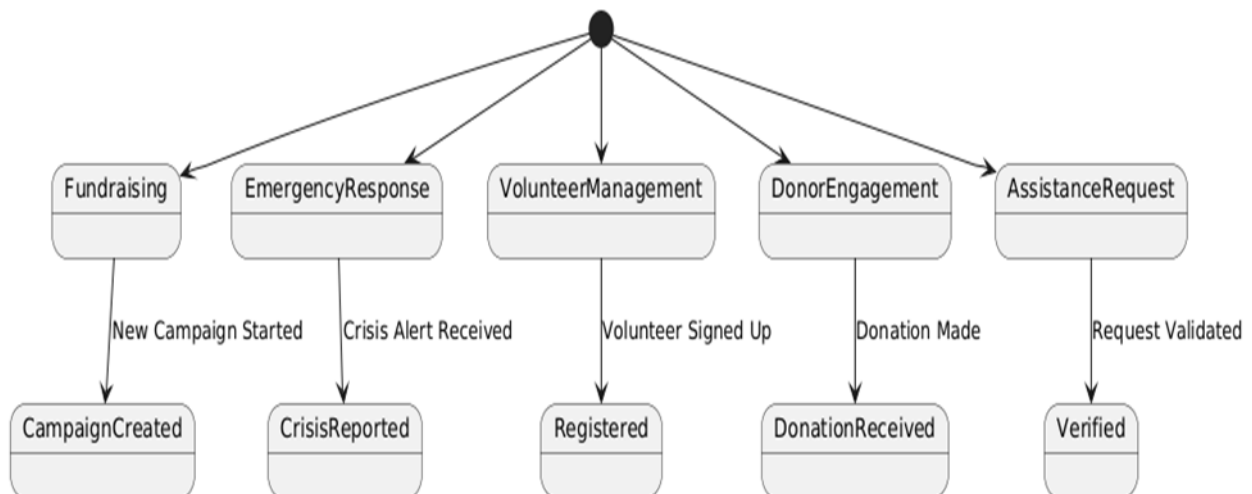 Fundraising
EmergencyResponse
VolunteerManagement
DonorEngagement
AssistanceRequest
New Campaign Started
Crisis Alert Received
Volunteer Signed Up
Donation Made
Request Validated
CampaignCreated
CrisisReported
Registered
DonationReceived
Verified